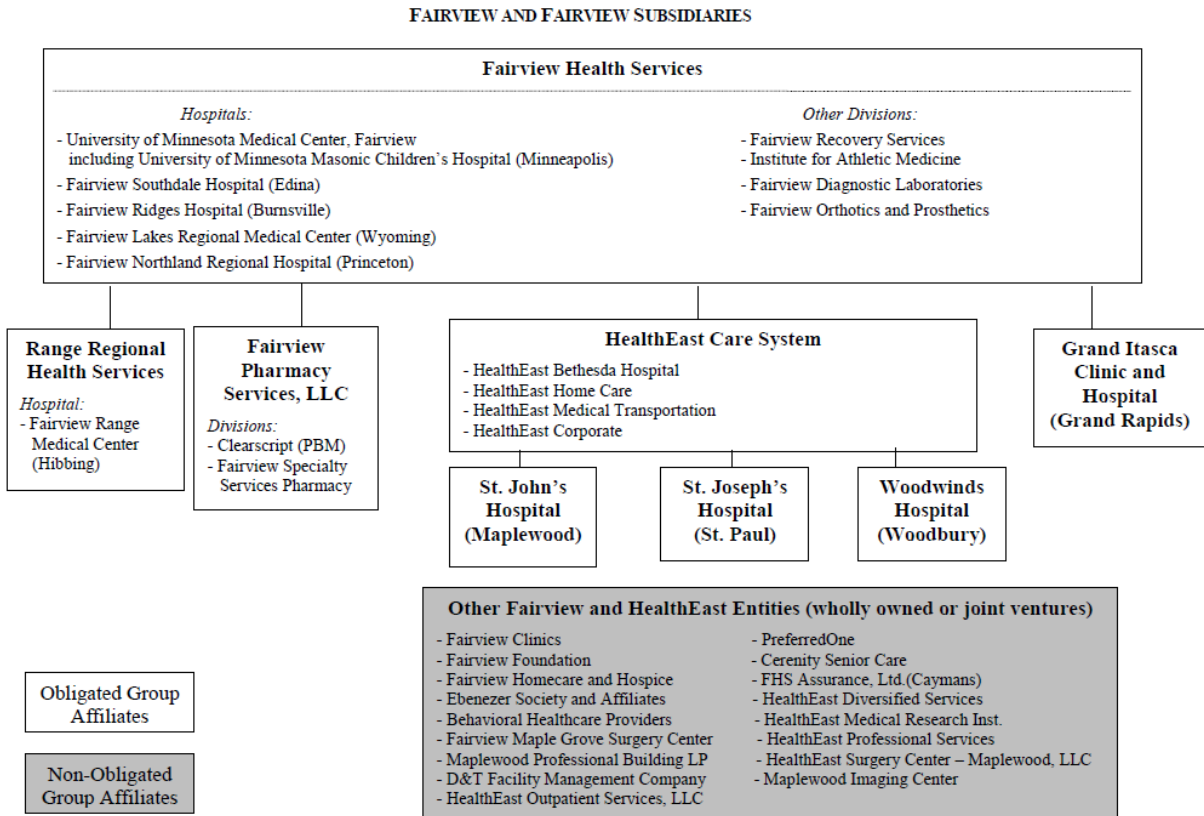 FAIRVIEW AND FAIRVIEW SUBSIDIARIES
Fairview Health Services
Hospitals:
- University of Minnesota Medical Center, Fairview
including University of Minnesota Masonic Children's Hospital (Minneapolis)
- Fairview Southdale Hospital (Edina)
- Fairview Ridges Hospital (Burnsville)
- Fairview Lakes Regional Medical Center (Wyoming)
- Fairview Northland Regional Hospital (Princeton)
Other Divisions:
- Fairview Recovery Services
- Institute for Athletic Medicine
- Fairview Diagnostic Laboratories
- Fairview Orthotics and Prosthetics
Range Regional
Health Services
Hospital:
- Fairview Range
Medical Center
(Hibbing)
Fairview
Pharmacy
Services, LLC
Divisions:
- Clearscript (PBM)
- Fairview Specialty
Services Pharmacy
HealthEast Care System
- HealthEast Bethesda Hospital
- HealthEast Home Care
- HealthEast Medical Transportation
- HealthEast Corporate
Grand Itasca
Clinic and
Hospital
(Grand Rapids)
St. John's
Hospital
(Maplewood)
St. Joseph's
Hospital
(St. Paul)
Woodwinds
Hospital
(Woodbury)
Other Fairview and HealthEast Entities (wholly owned or joint ventures)
- Fairview Clinics
- Fairview Foundation
- Fairview Homecare and Hospice
- Ebenezer Society and Affiliates
- Behavioral Healthcare Providers
- Fairview Maple Grove Surgery Center
- Maplewood Professional Building LP
- D&T Facility Management Company
- HealthEast Outpatient Services, LLC
- PreferredOne
- Cerenity Senior Care
- FHS Assurance, Ltd.(Caymans)
- HealthEast Diversified Services
- HealthEast Medical Research Inst.
- HealthEast Professional Services
- HealthEast Surgery Center – Maplewood, LLC
- Maplewood Imaging Center
Obligated Group
Affiliates
Non-Obligated
Group Affiliates